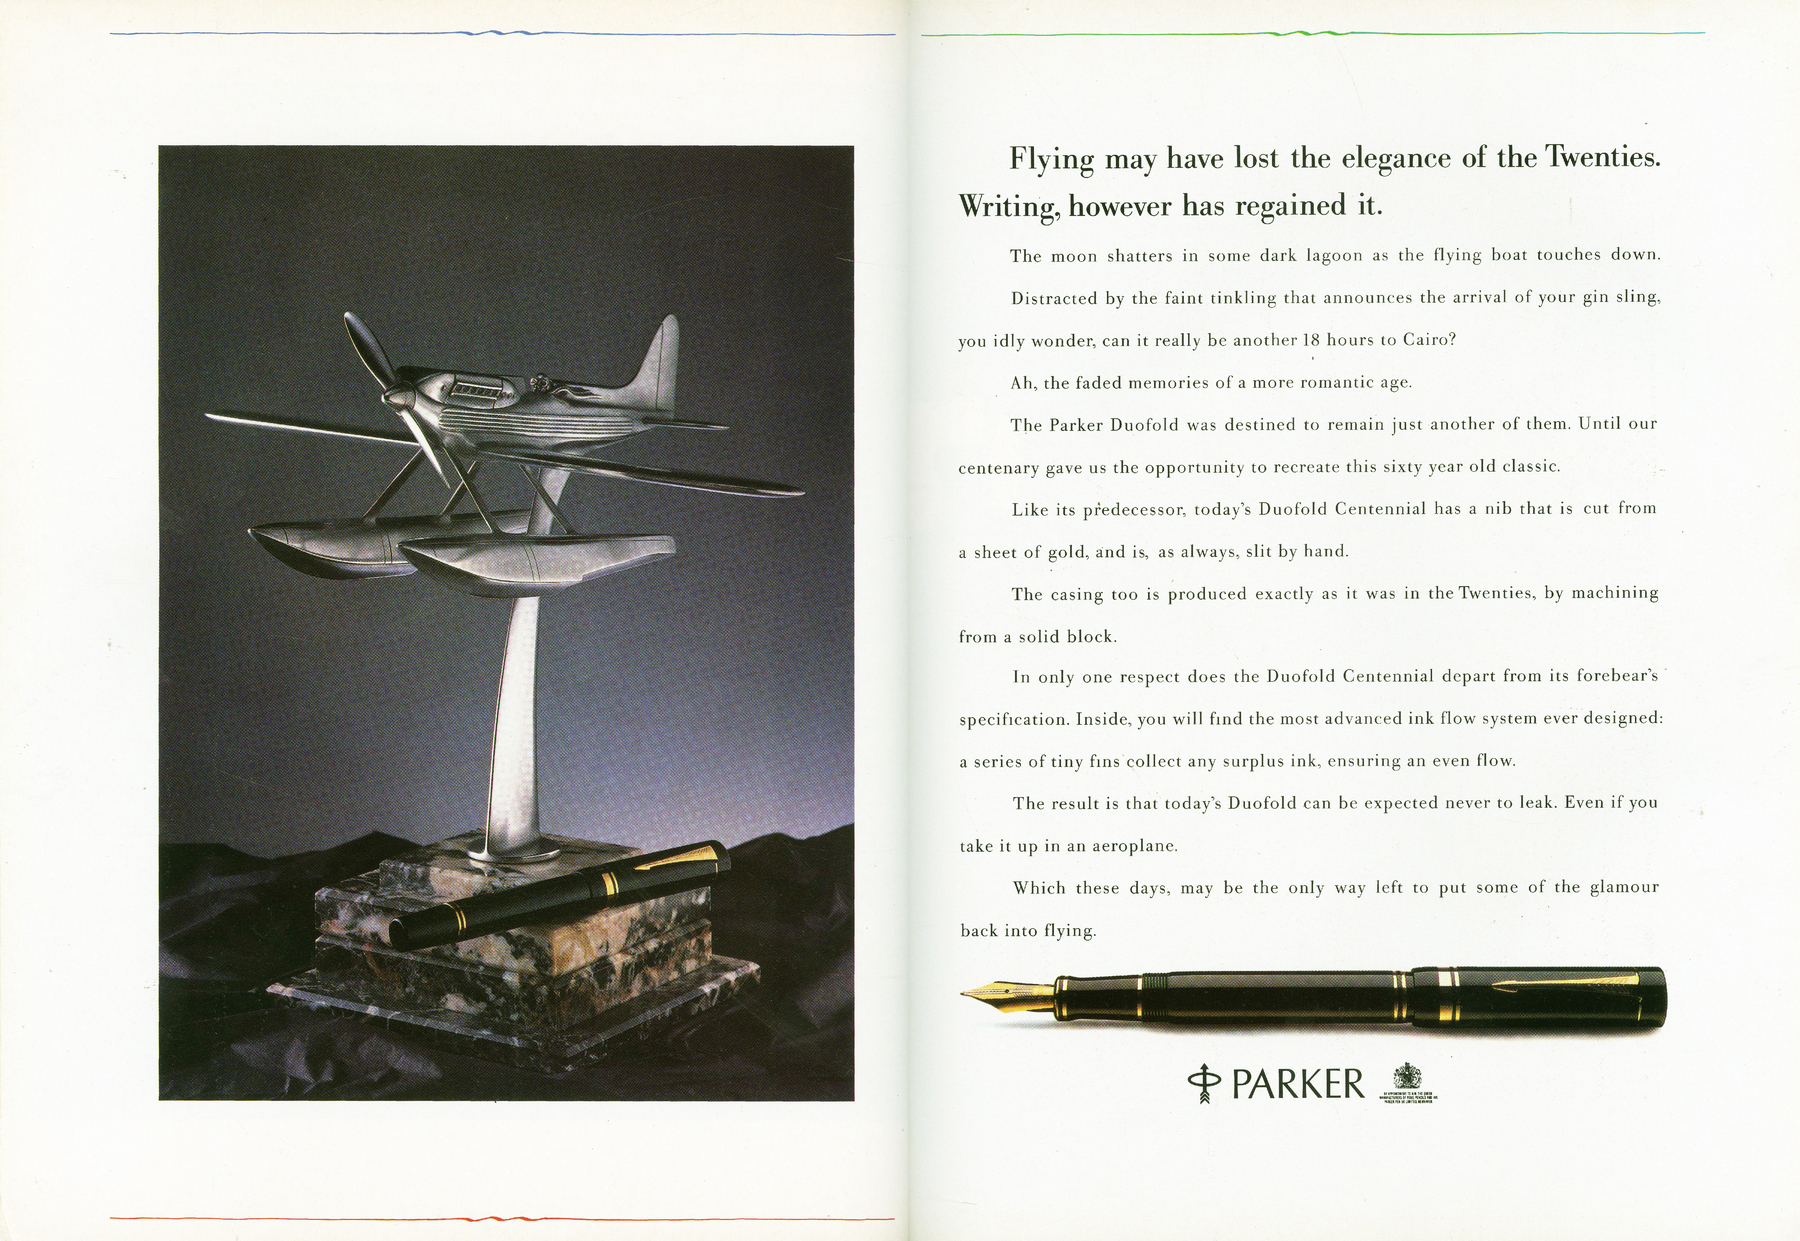 Flying may have lost the elegance of the Twenties.
Writing, however has regained it.
The moon shatters in some dark lagoon as the flying boat touches down.
Distracted by the faint tinkling that announces the arrival of your gin sling,
you idly wonder, can it really be another 18 hours to Cairo?
Ah, the faded memories of a more romantic age.
The Parker Duofold was destined to remain just another of them. Until our
centenary gave us the opportunity to recreate this sixty year old classic.
Like its predecessor, today's Duofold Centennial has a nib that is cut from
a sheet of gold, and is, as always, slit by hand.
The casing too is produced exactly as it was in the Twenties, by machining
from a solid block.
In only one respect does the Duofold Centennial depart from its forebear's
specification. Inside, you will find the most advanced ink flow system ever designed:
a series of tiny fins collect any surplus ink, ensuring an even flow.
The result is that today's Duofold can be expected never to leak. Even if you
take it up in an aeroplane.
Which these days, may be the only way left to put some of the glamour
back into flying.
PARKER